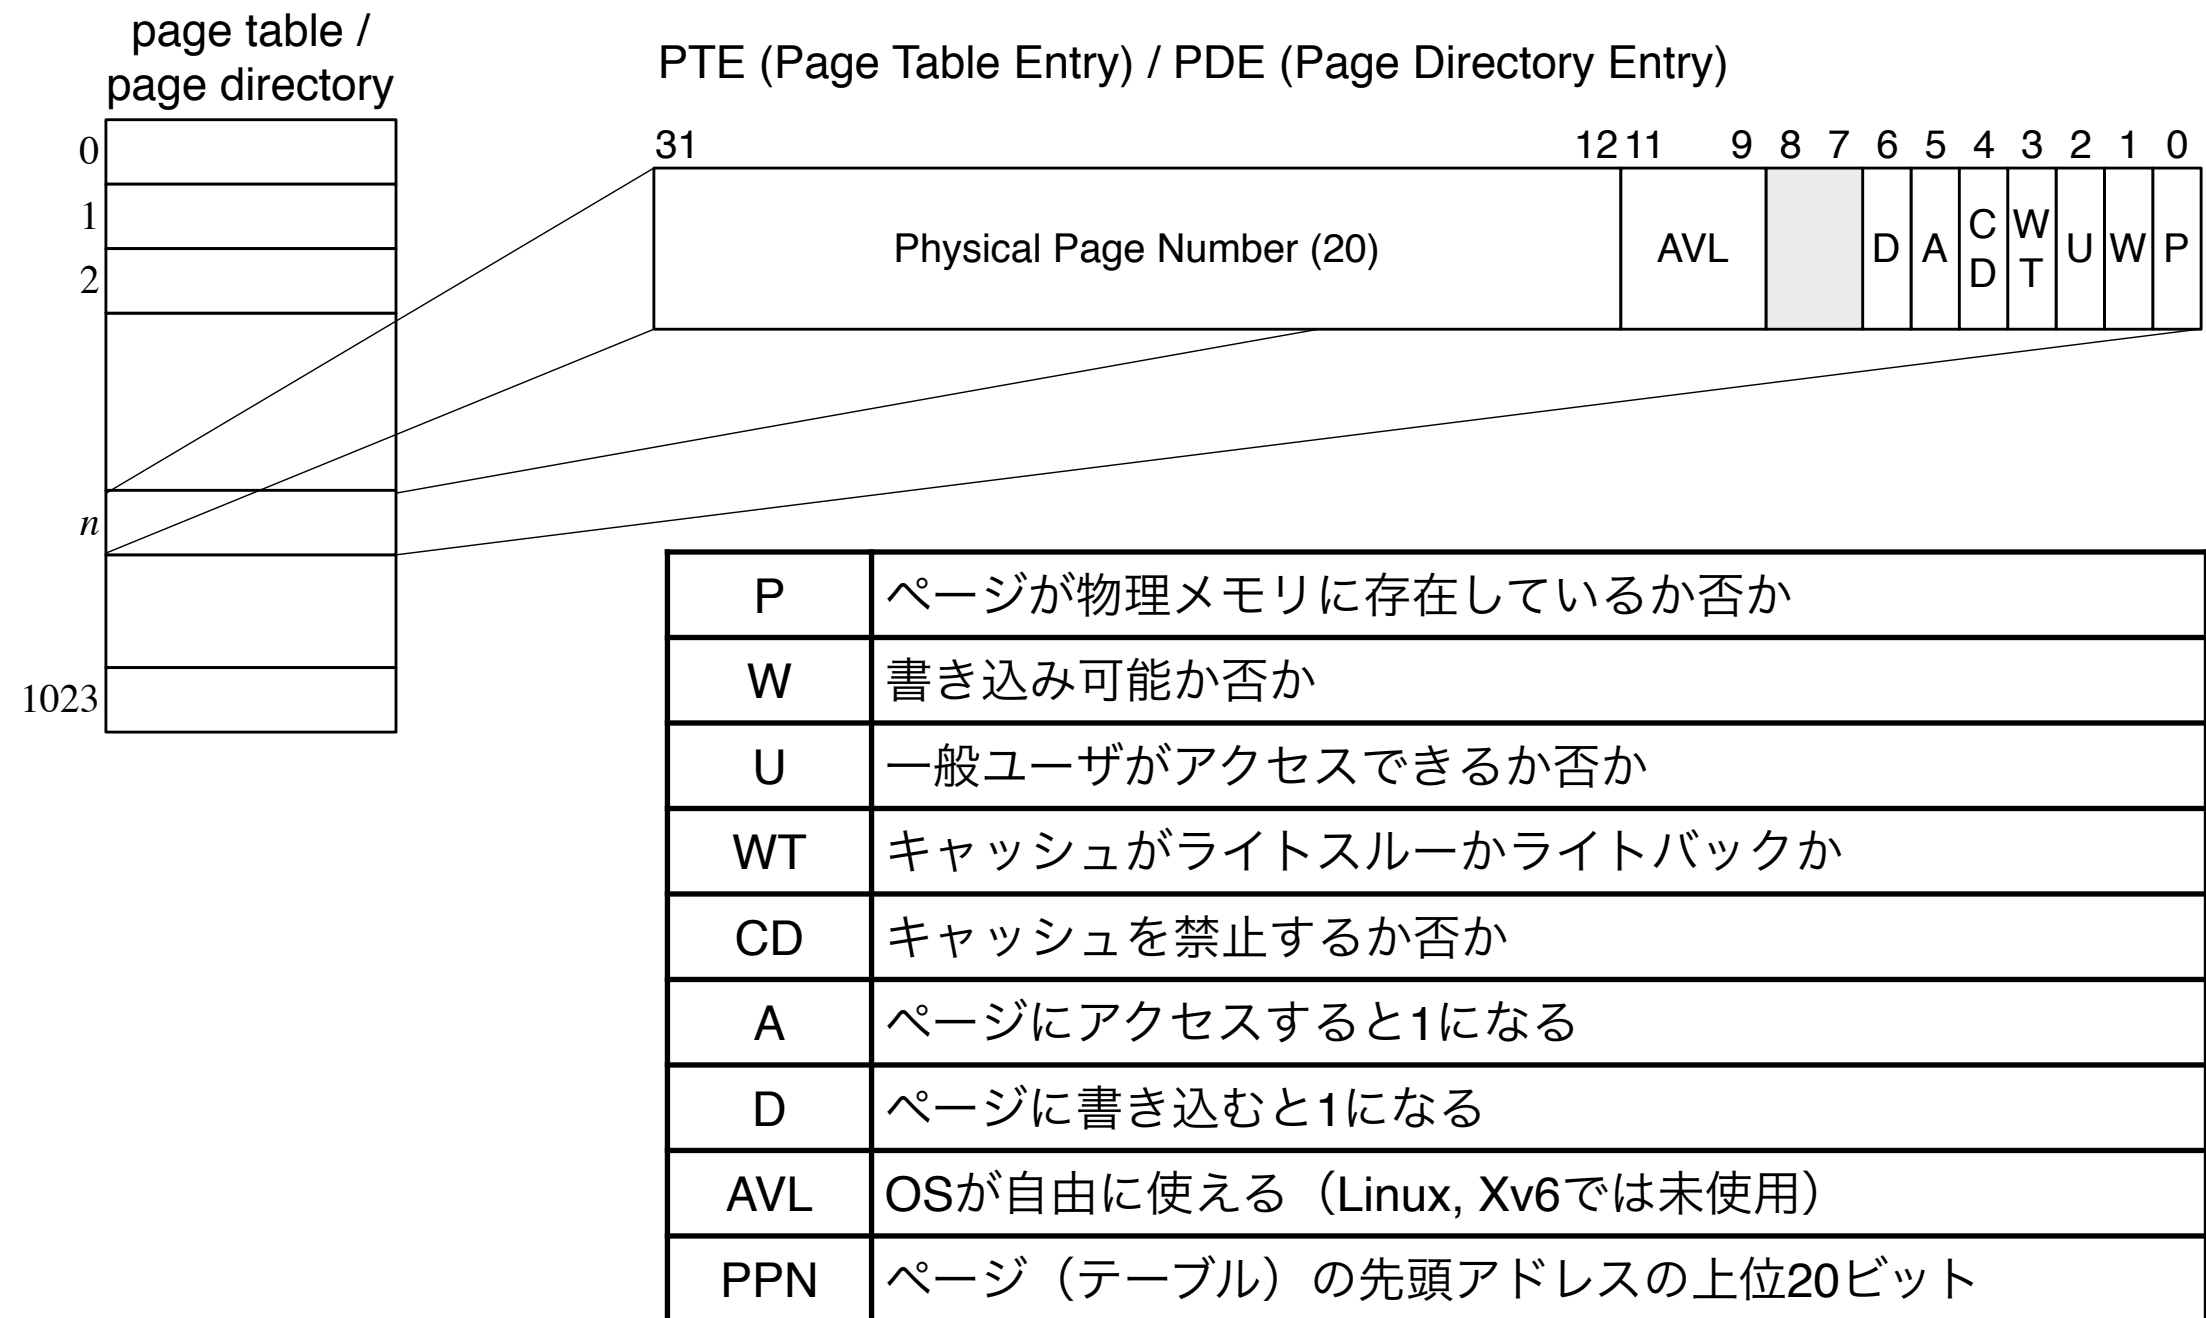 page table /
page directory
PTE (Page Table Entry) / PDE (Page Directory Entry)
31 12 11 9 8 7 6 5 4 3 2 1 0
Physical Page Number (20) AVL D A CD WT U W P
0
1
2
n
1023
P ページが物理メモリに存在しているか否か
W 書き込み可能か否か
U 一般ユーザがアクセスできるか否か
WT キャッシュがライトスルーかライトバックか
CD キャッシュを禁止するか否か
A ページにアクセスすると1になる
D ページに書き込むと1になる
AVL OSが自由に使える（Linux, Xv6では未使用）
PPN ページ（テーブル）の先頭アドレスの上位20ビット